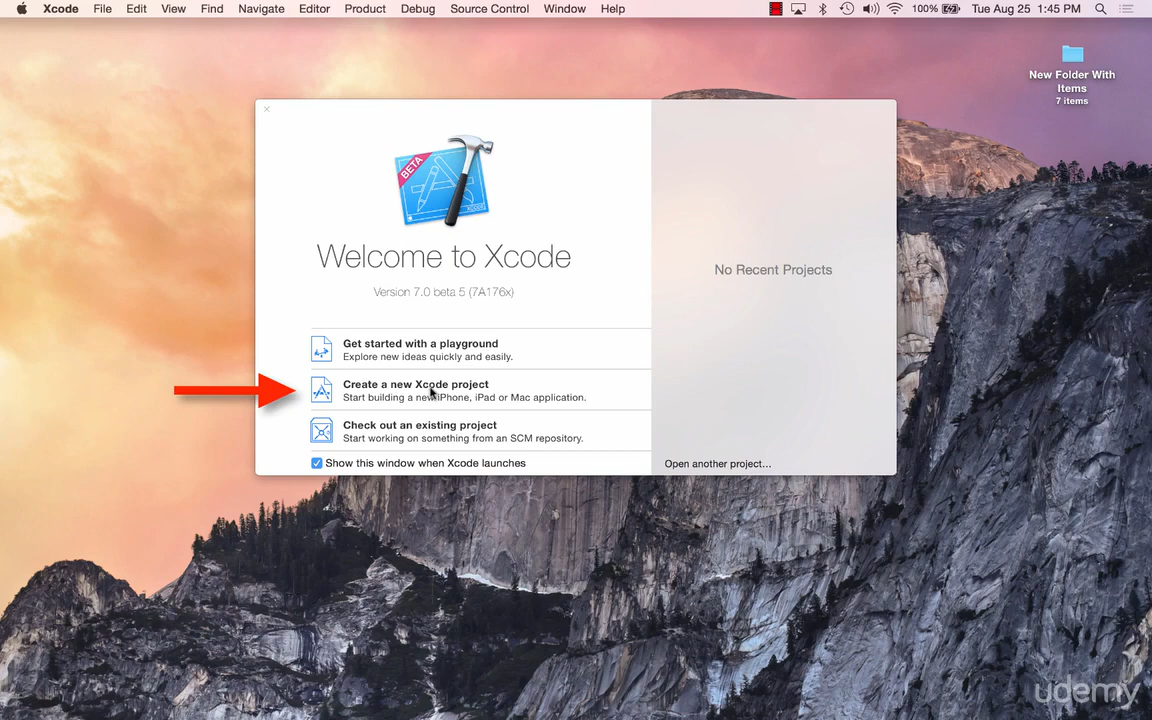 Xcode File Edit View Find Navigate Editor Product Debug Source Control Window Help 100% Tue Aug 25 1:45 PM
New Folder With
Items
7 items
BETA
XCODE
Welcome to Xcode
Version 7.0 beta 5 (7A176x)
No Recent Projects
Get started with a playground
Explore new ideas quickly and easily.
Create a new Xcode project
Start building a new iPhone, iPad or Mac application.
Check out an existing project
Start working on something from an SCM repository.
Show this window when Xcode launches
Open another project...
udemy